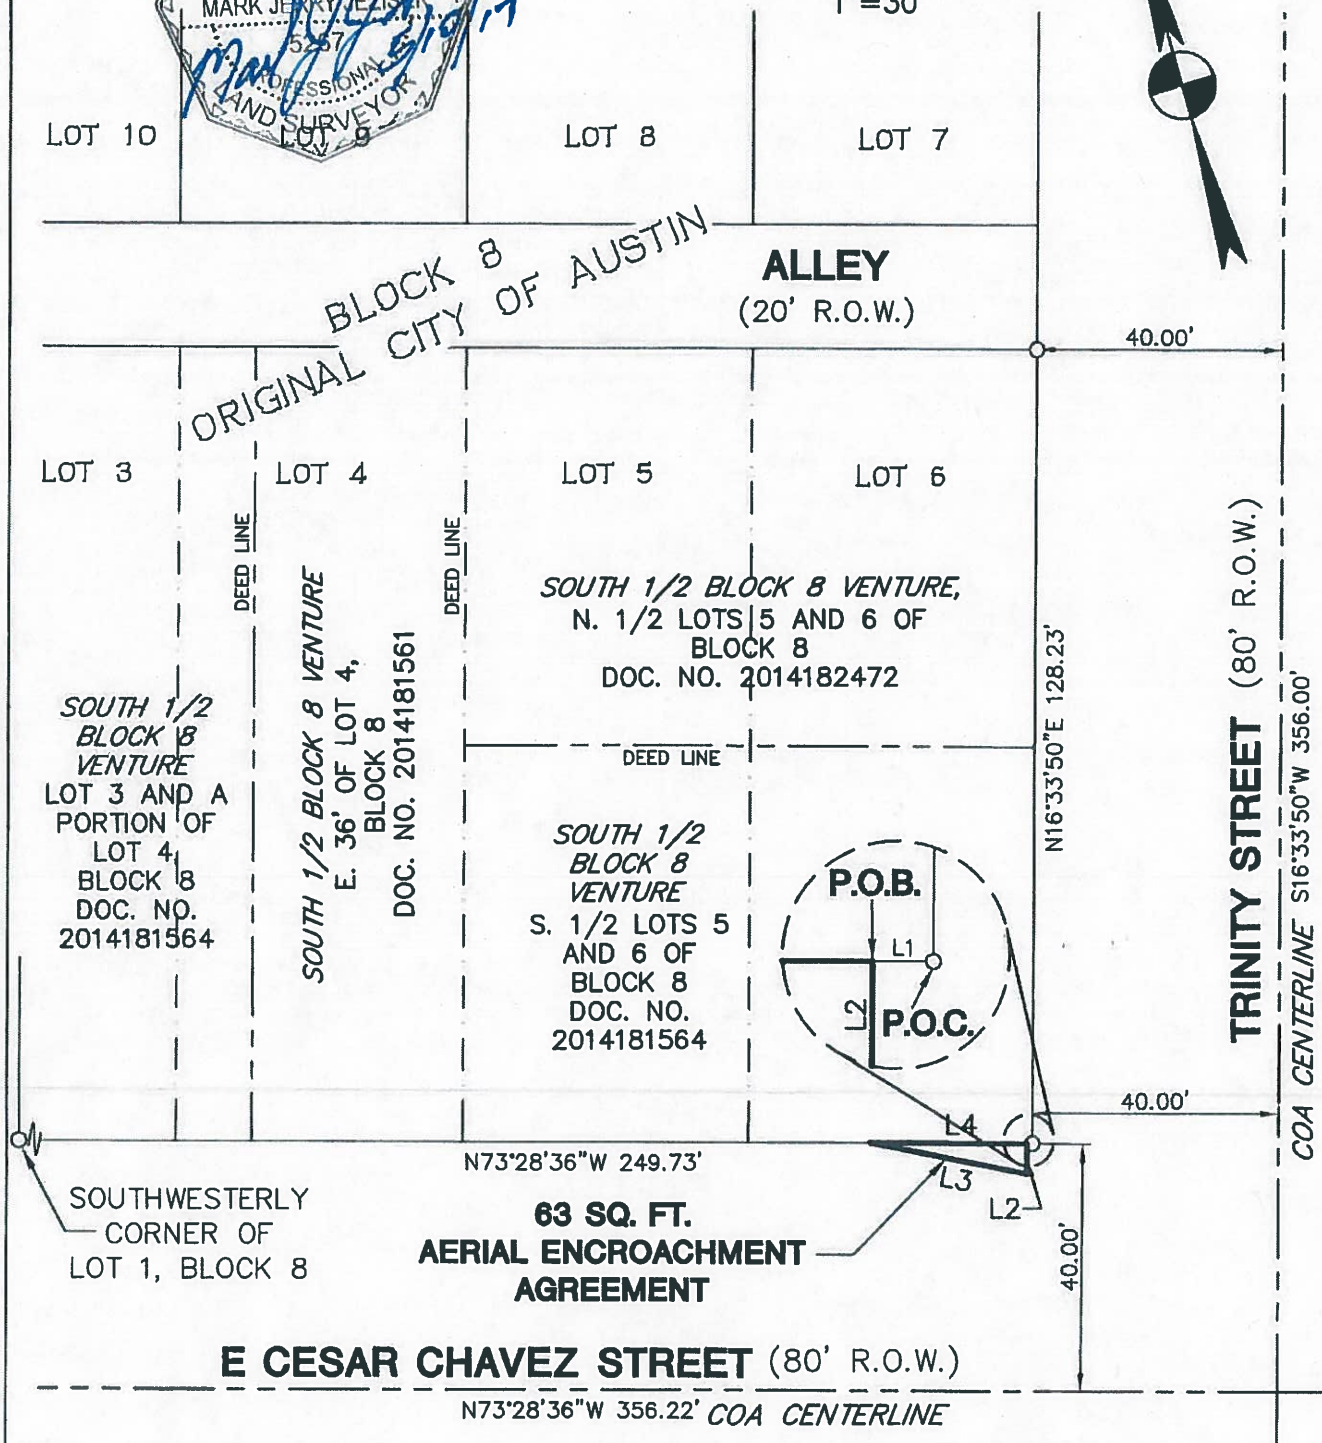 1"=30'
5267
PROFESSIONAL
LAND SURVEYOR
LOT 10
LOT 9
LOT 8
LOT 7
BLOCK 8
ORIGINAL CITY OF AUSTIN
ALLEY
(20' R.O.W.)
40.00'
LOT 3
LOT 4
LOT 5
LOT 6
DEED LINE
DEED LINE
SOUTH 1/2 BLOCK 8 VENTURE,
N. 1/2 LOTS 5 AND 6 OF
BLOCK 8
DOC. NO. 2014182472
DEED LINE
SOUTH 1/2 BLOCK 8 VENTURE
E. 36' OF LOT 4,
BLOCK 8
DOC. NO. 2014181561
SOUTH 1/2
BLOCK 8
VENTURE
LOT 3 AND A
PORTION OF
LOT 4,
BLOCK 8
DOC. NO.
2014181564
SOUTH 1/2
BLOCK 8
VENTURE
S. 1/2 LOTS 5
AND 6 OF
BLOCK 8
DOC. NO.
2014181564
P.O.B.
L1
L2
P.O.C.
N16°33'50"E 128.23'
TRINITY STREET (80' R.O.W.)
COA CENTERLINE S16°33'50"W 356.00'
40.00'
L4
L3
L2
40.00'
N73°28'36"W 249.73'
SOUTHWESTERLY
CORNER OF
LOT 1, BLOCK 8
63 SQ. FT.
AERIAL ENCROACHMENT
AGREEMENT
E CESAR CHAVEZ STREET (80' R.O.W.)
N73°28'36"W 356.22' COA CENTERLINE